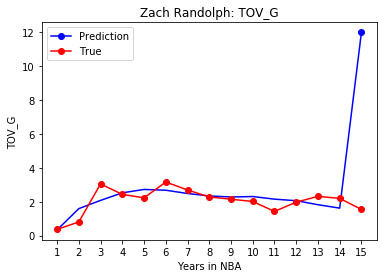 Zach Randolph: TOV_G
Prediction
True
12
10
8
6
4
2
0
TOV_G
1 2 3 4 5 6 7 8 9 10 11 12 13 14 15
Years in NBA